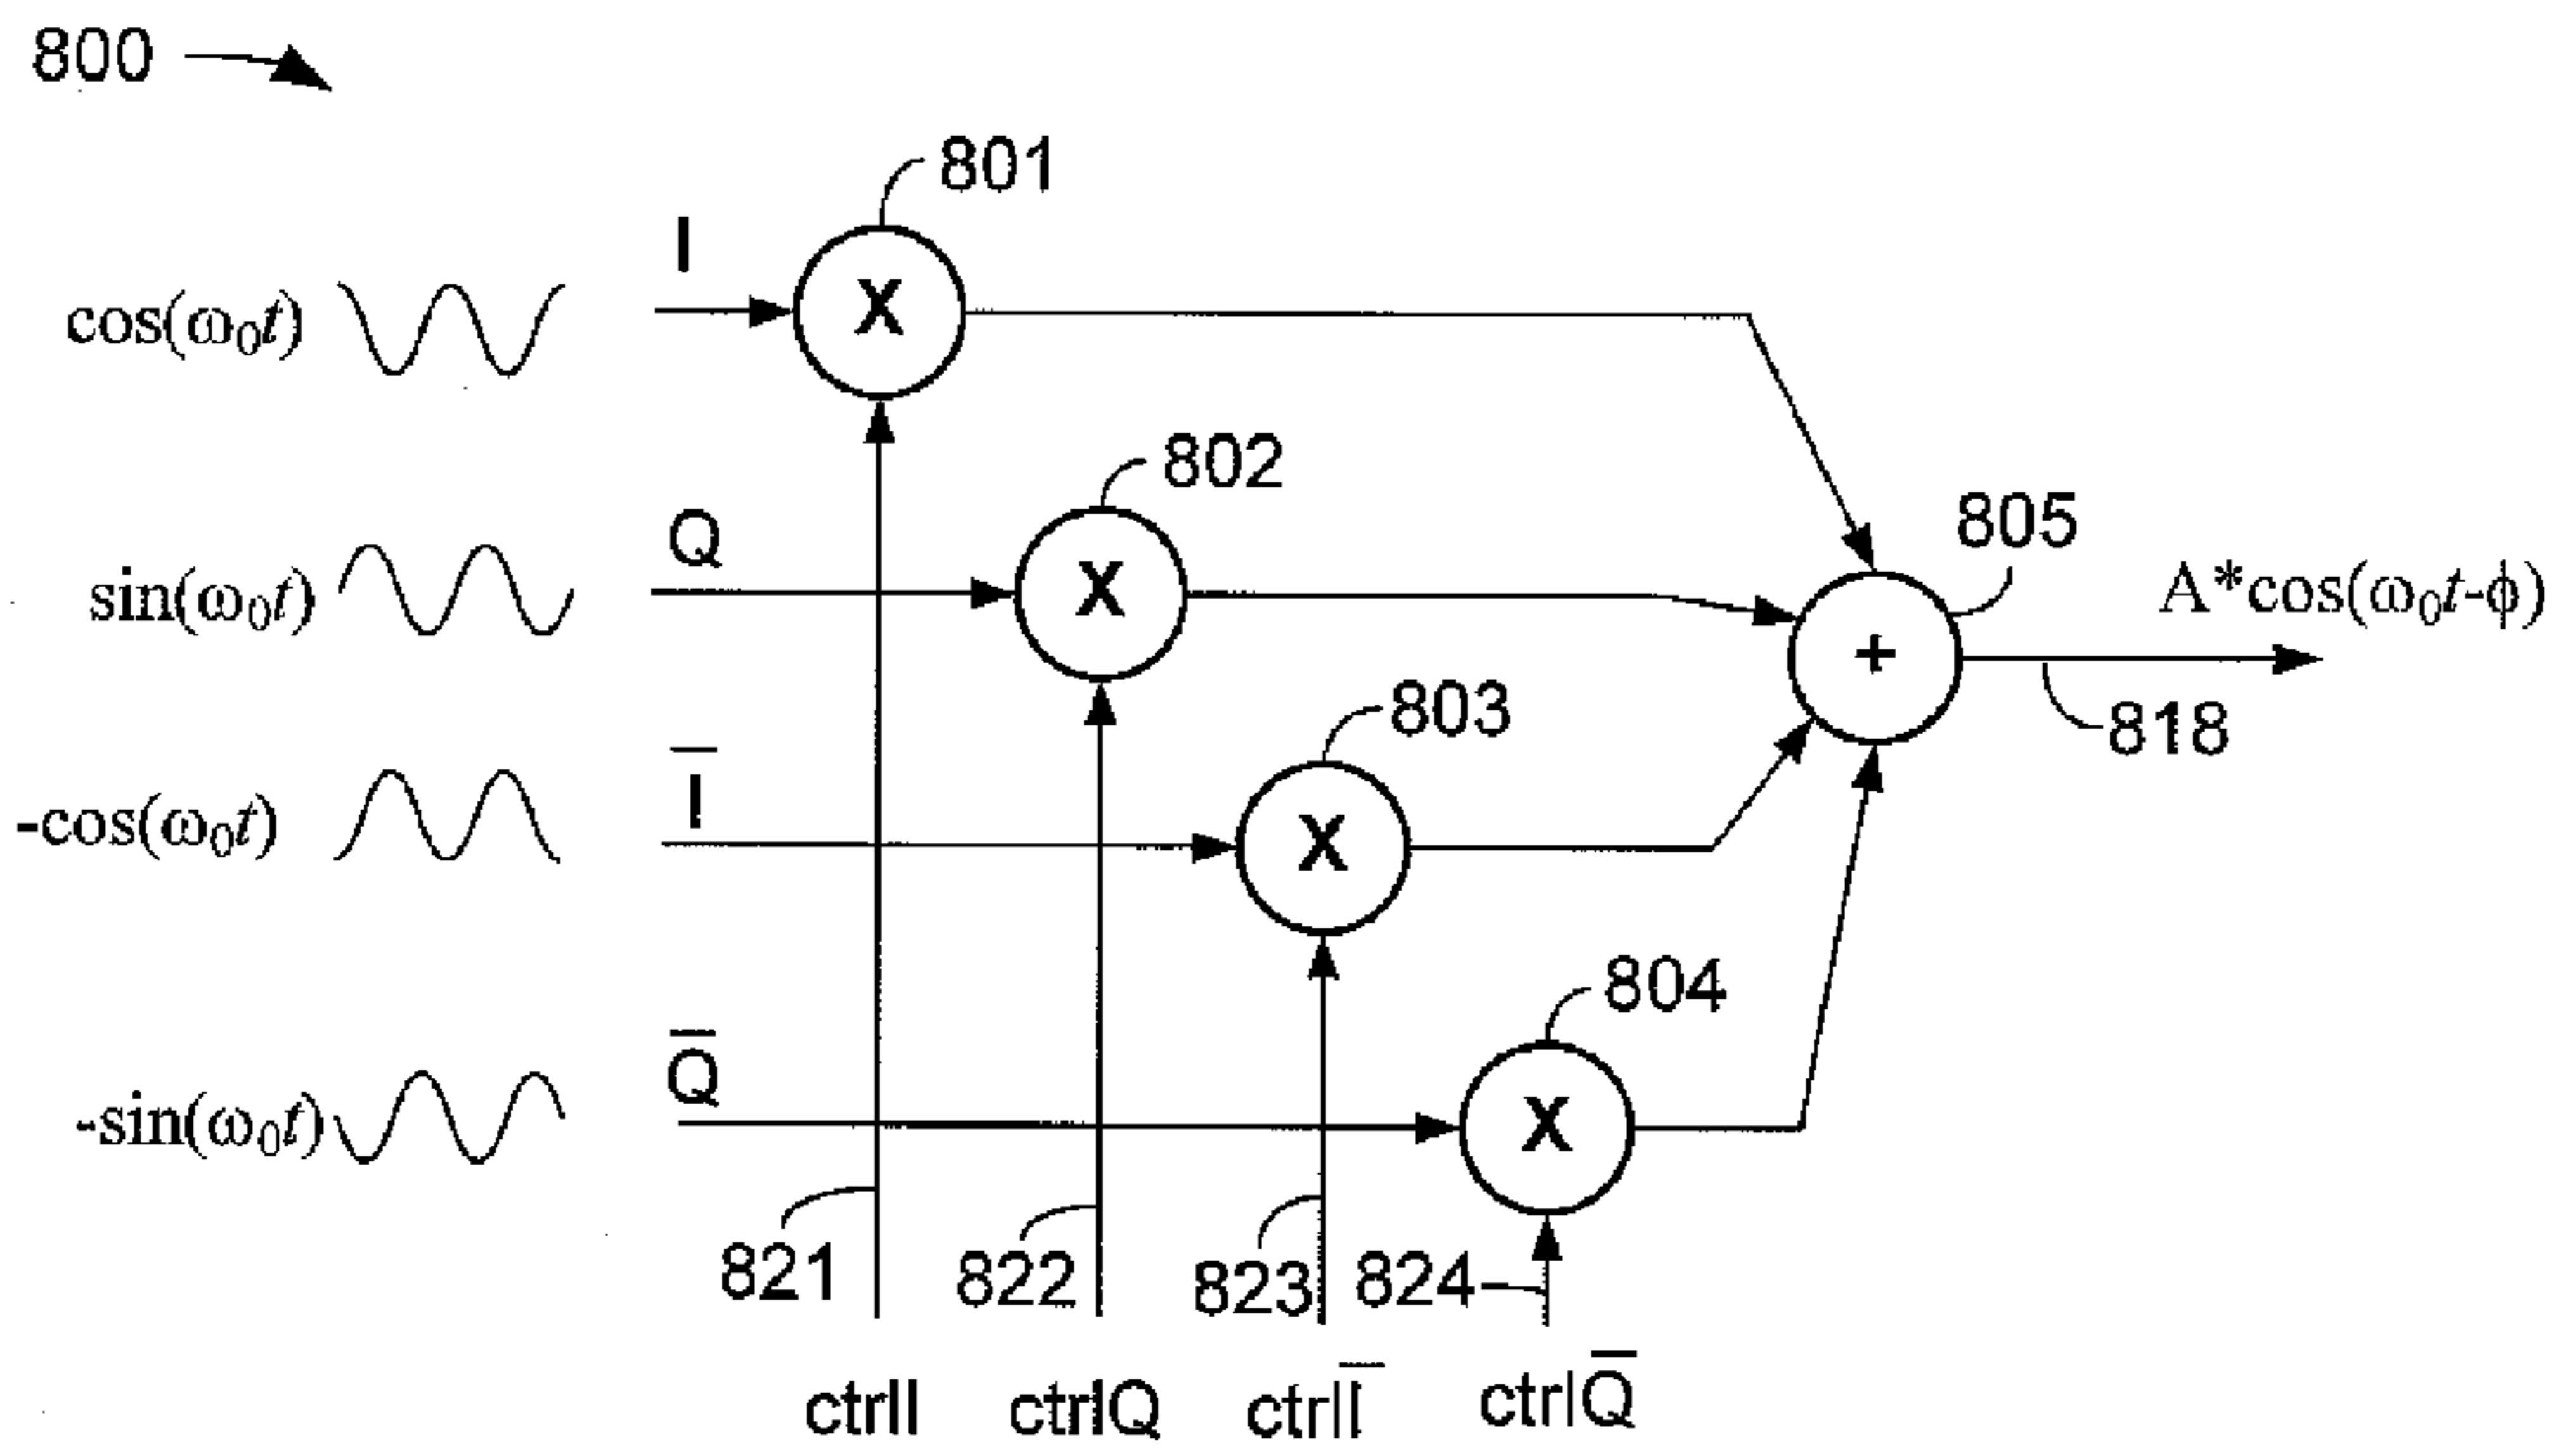 800
801
I
cos(ω₀t)
802
Q
805
sin(ω₀t)
A*cos(ω₀t-ϕ)
803
818
I̅
-cos(ω₀t)
804
Q̅
-sin(ω₀t)
821
822
823
824
ctrlI
ctrlQ
ctrlI̅
ctrlQ̅
X
X
X
X
+